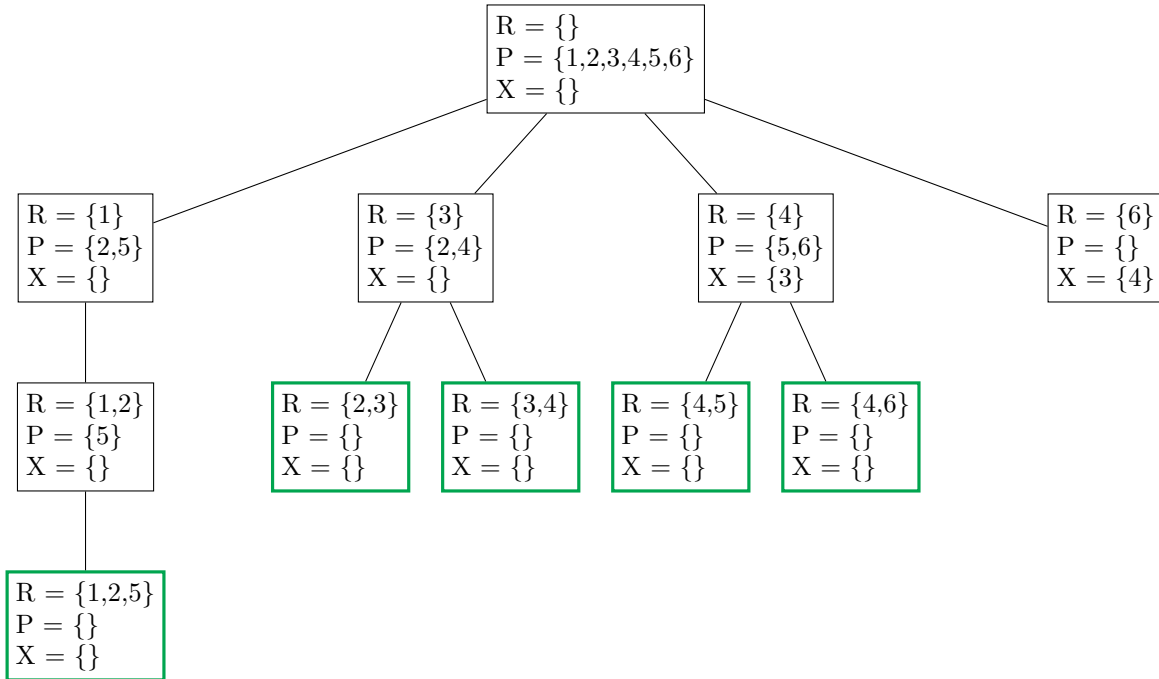 R = {}
P = {1,2,3,4,5,6}
X = {}
R = {1}
P = {2,5}
X = {}
R = {3}
P = {2,4}
X = {}
R = {4}
P = {5,6}
X = {3}
R = {6}
P = {}
X = {4}
R = {1,2}
P = {5}
X = {}
R = {2,3}
P = {}
X = {}
R = {3,4}
P = {}
X = {}
R = {4,5}
P = {}
X = {}
R = {4,6}
P = {}
X = {}
R = {1,2,5}
P = {}
X = {}